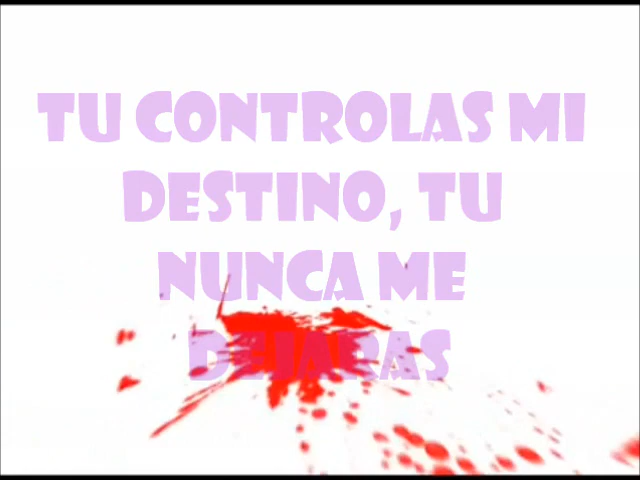 TU CONTROLAS MI
DESTINO, TU
NUNCA ME
DEJARAS